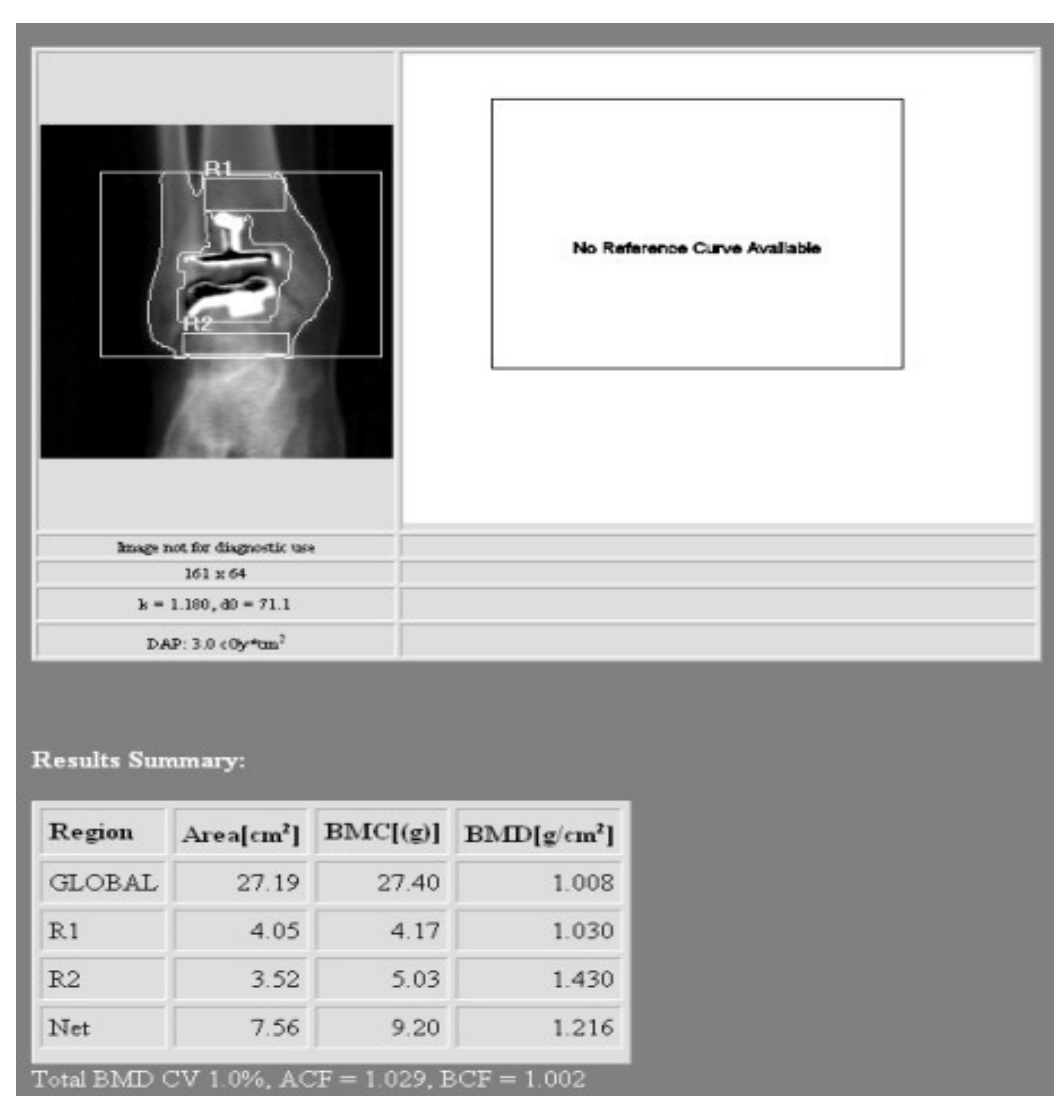 R1
R2
No Reference Curve Available
Image not for diagnostic use
161 x 64
k = 1.180, d0 = 71.1
DAP: 3.0 cGy*cm²
Results Summary:
Region Area[cm²] BMC[(g)] BMD[g/cm²]
GLOBAL 27.19 27.40 1.008
R1 4.05 4.17 1.030
R2 3.52 5.03 1.430
Net 7.56 9.20 1.216
Total BMD CV 1.0%, ACF = 1.029, BCF = 1.002